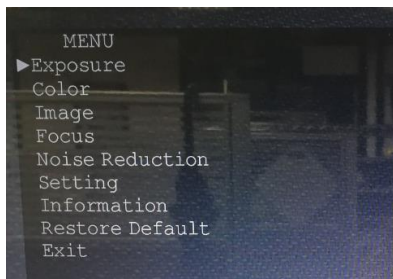 MENU
▶Exposure
Color
Image
Focus
Noise Reduction
Setting
Information
Restore Default
Exit